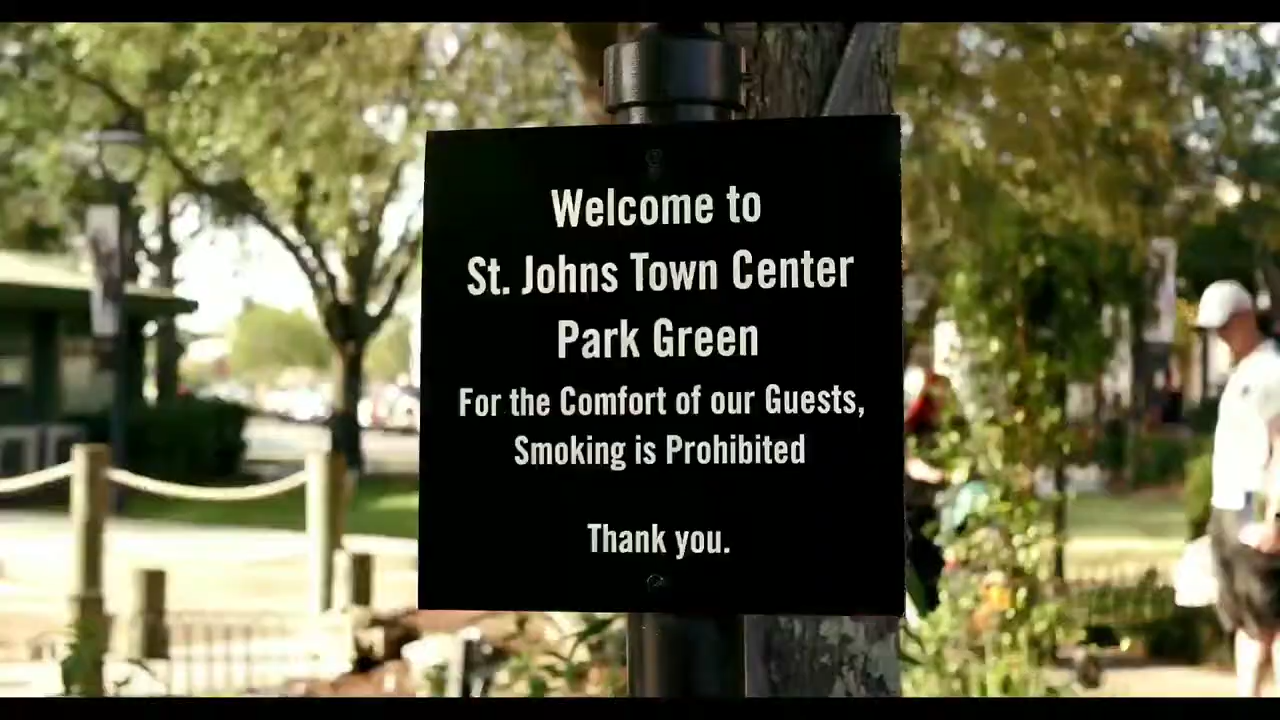 Welcome to
St. Johns Town Center
Park Green
For the Comfort of our Guests,
Smoking is Prohibited
Thank you.